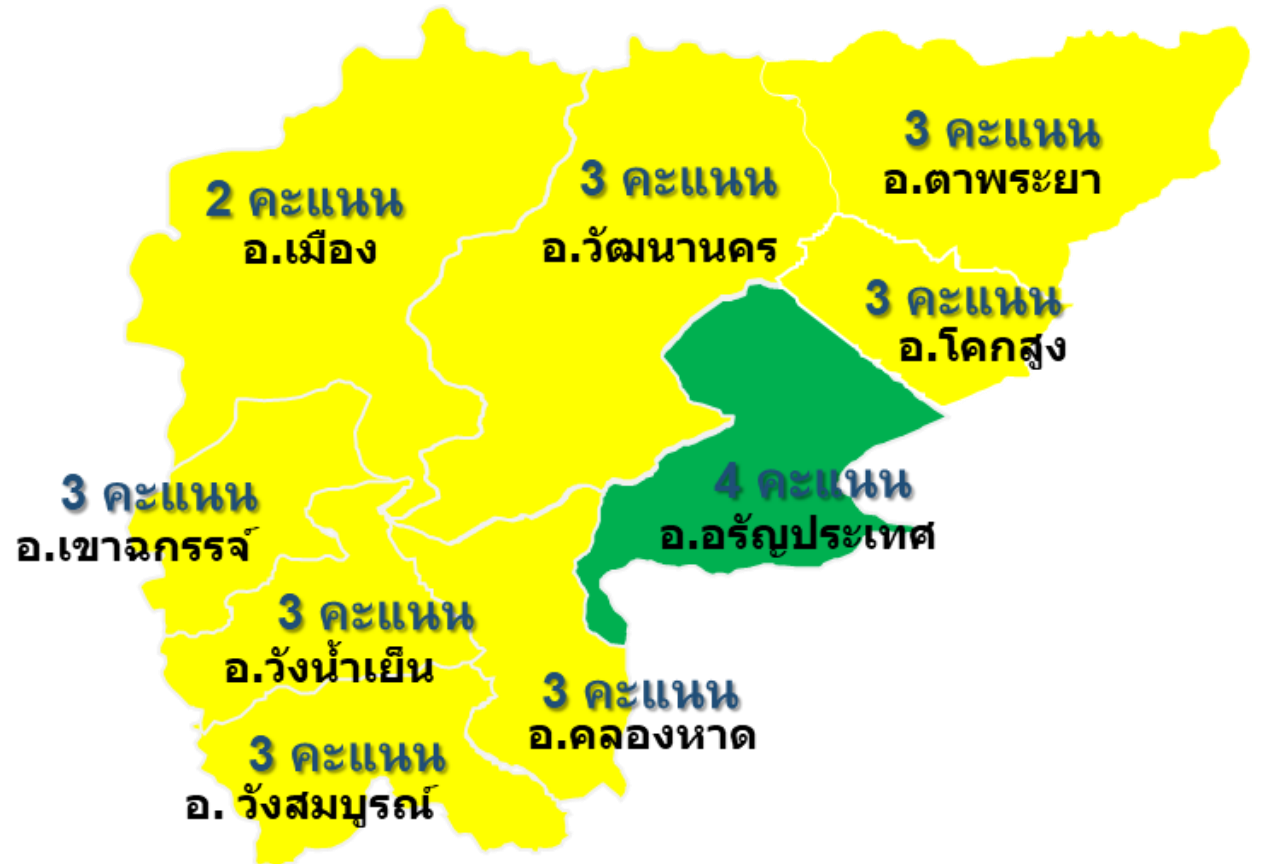 3 คะแนน
อ.ตาพระยา
2 คะแนน
อ.เมือง
3 คะแนน
อ.วัฒนานคร
3 คะแนน
อ.โคกสูง
3 คะแนน
อ.เขาฉกรรจ์
4 คะแนน
อ.อรัญประเทศ
3 คะแนน
อ.วังน้ำเย็น
3 คะแนน
อ.คลองหาด
3 คะแนน
อ. วังสมบูรณ์